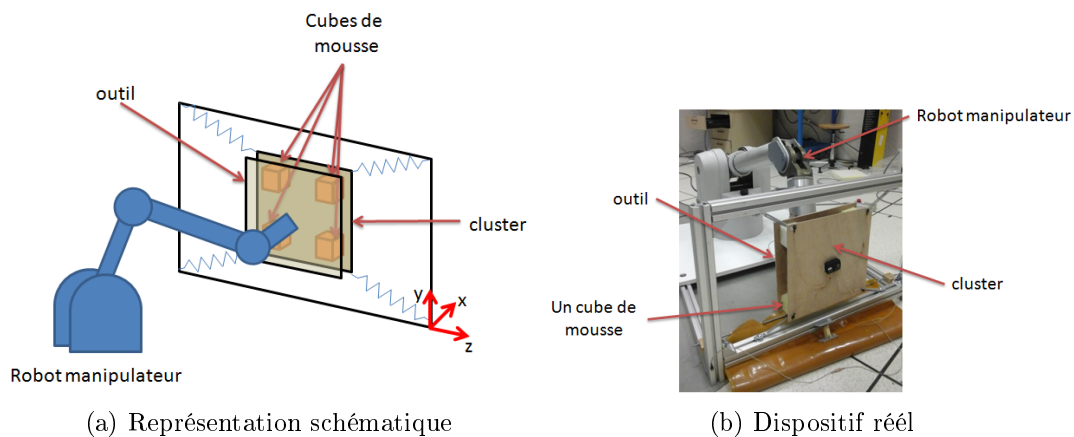 Cubes de
mousse
outil
cluster
y
x
z
Robot manipulateur
(a) Représentation schématique
Robot manipulateur
outil
cluster
Un cube de
mousse
(b) Dispositif réél